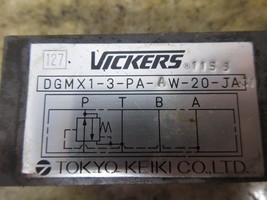 127
VICKERS
DGMX1-3-PA-AW-20-JA
P T B A
TOKYO KEIKI CO., LTD.